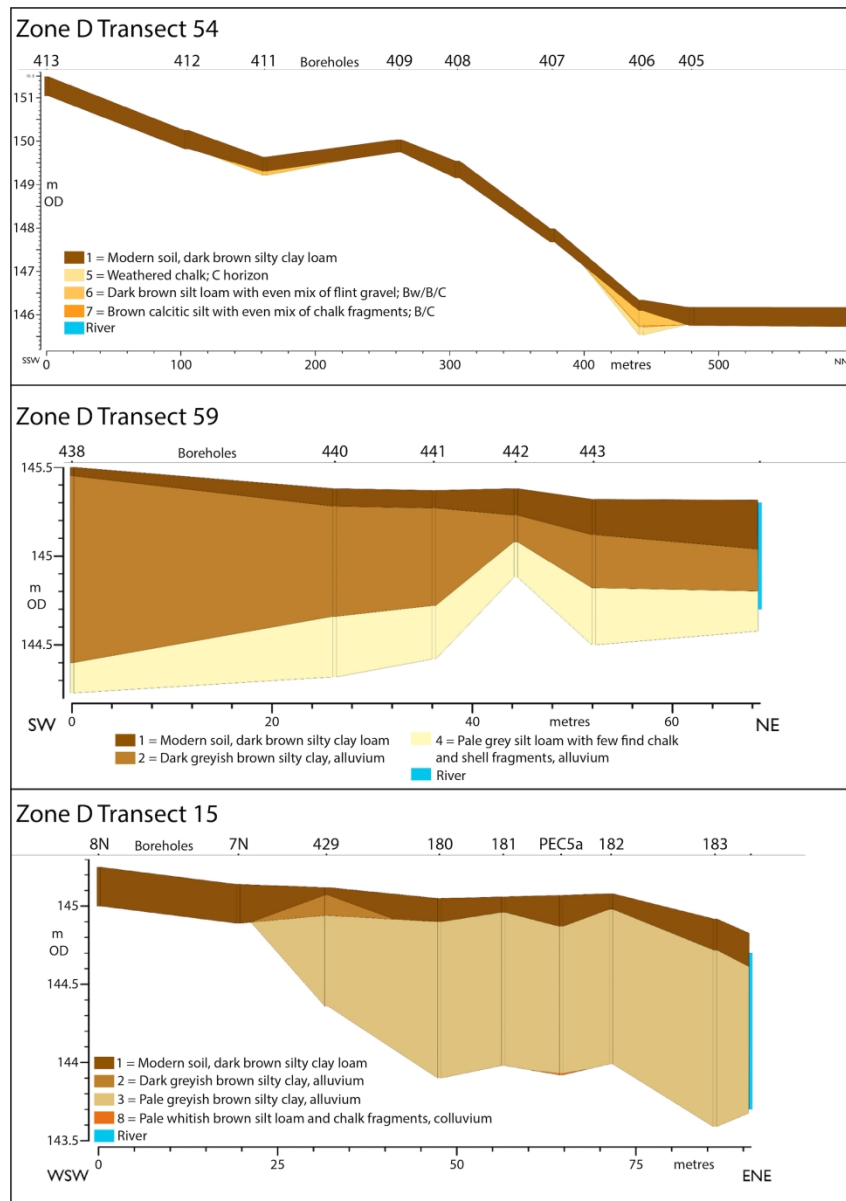 Zone D Transect 54
413 412 411 Boreholes 409 408 407 406 405
151
150
149
148
147
146
m
OD
1 = Modern soil, dark brown silty clay loam
5 = Weathered chalk; C horizon
6 = Dark brown silt loam with even mix of flint gravel; Bw/B/C
7 = Brown calcitic silt with even mix of chalk fragments; B/C
River
SSW 0 100 200 300 400 metres 500 NN
Zone D Transect 59
438 Boreholes 440 441 442 443
145.5
145
m
OD
144.5
SW 0 20 40 metres 60 NE
1 = Modern soil, dark brown silty clay loam
2 = Dark greyish brown silty clay, alluvium
4 = Pale grey silt loam with few find chalk
and shell fragments, alluvium
River
Zone D Transect 15
8N Boreholes 7N 429 180 181 PEC5a 182 183
145
m
OD
144.5
144
143.5
1 = Modern soil, dark brown silty clay loam
2 = Dark greyish brown silty clay, alluvium
3 = Pale greyish brown silty clay, alluvium
8 = Pale whitish brown silt loam and chalk fragments, colluvium
River
WSW 0 25 50 75 metres ENE